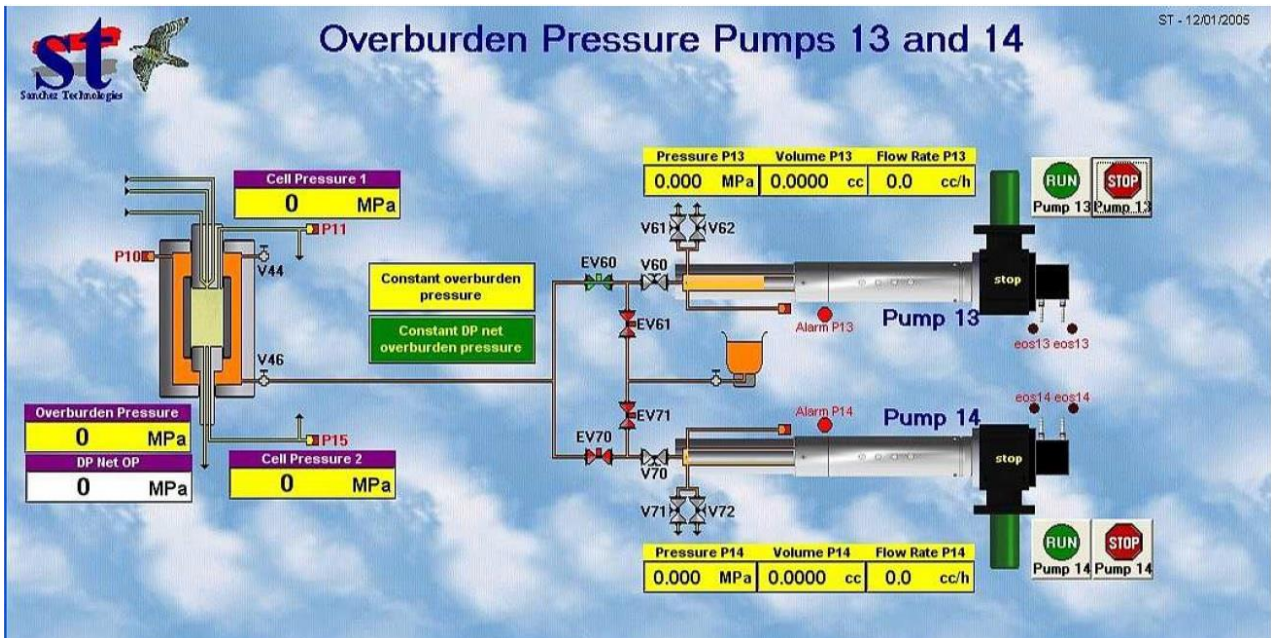 ST - 12/01/2005
Overburden Pressure Pumps 13 and 14
st
Sanchez Technologies
Pressure P13 Volume P13 Flow Rate P13
0.000 MPa 0.0000 cc 0.0 cc/h
RUN
Pump 13
STOP
Pump 13
Cell Pressure 1
0 MPa
P11
P10
V44
V61 V62
EV60 V60
Constant overburden
pressure
stop
EV61
Alarm P13
Pump 13
Constant DP net
overburden pressure
eos13 eos13
V46
eos14 eos14
Overburden Pressure
0 MPa
EV71
Alarm P14
Pump 14
DP Net OP
0 MPa
P15
Cell Pressure 2
0 MPa
EV70
V70
stop
V71 V72
Pressure P14 Volume P14 Flow Rate P14
0.000 MPa 0.0000 cc 0.0 cc/h
RUN
Pump 14
STOP
Pump 14